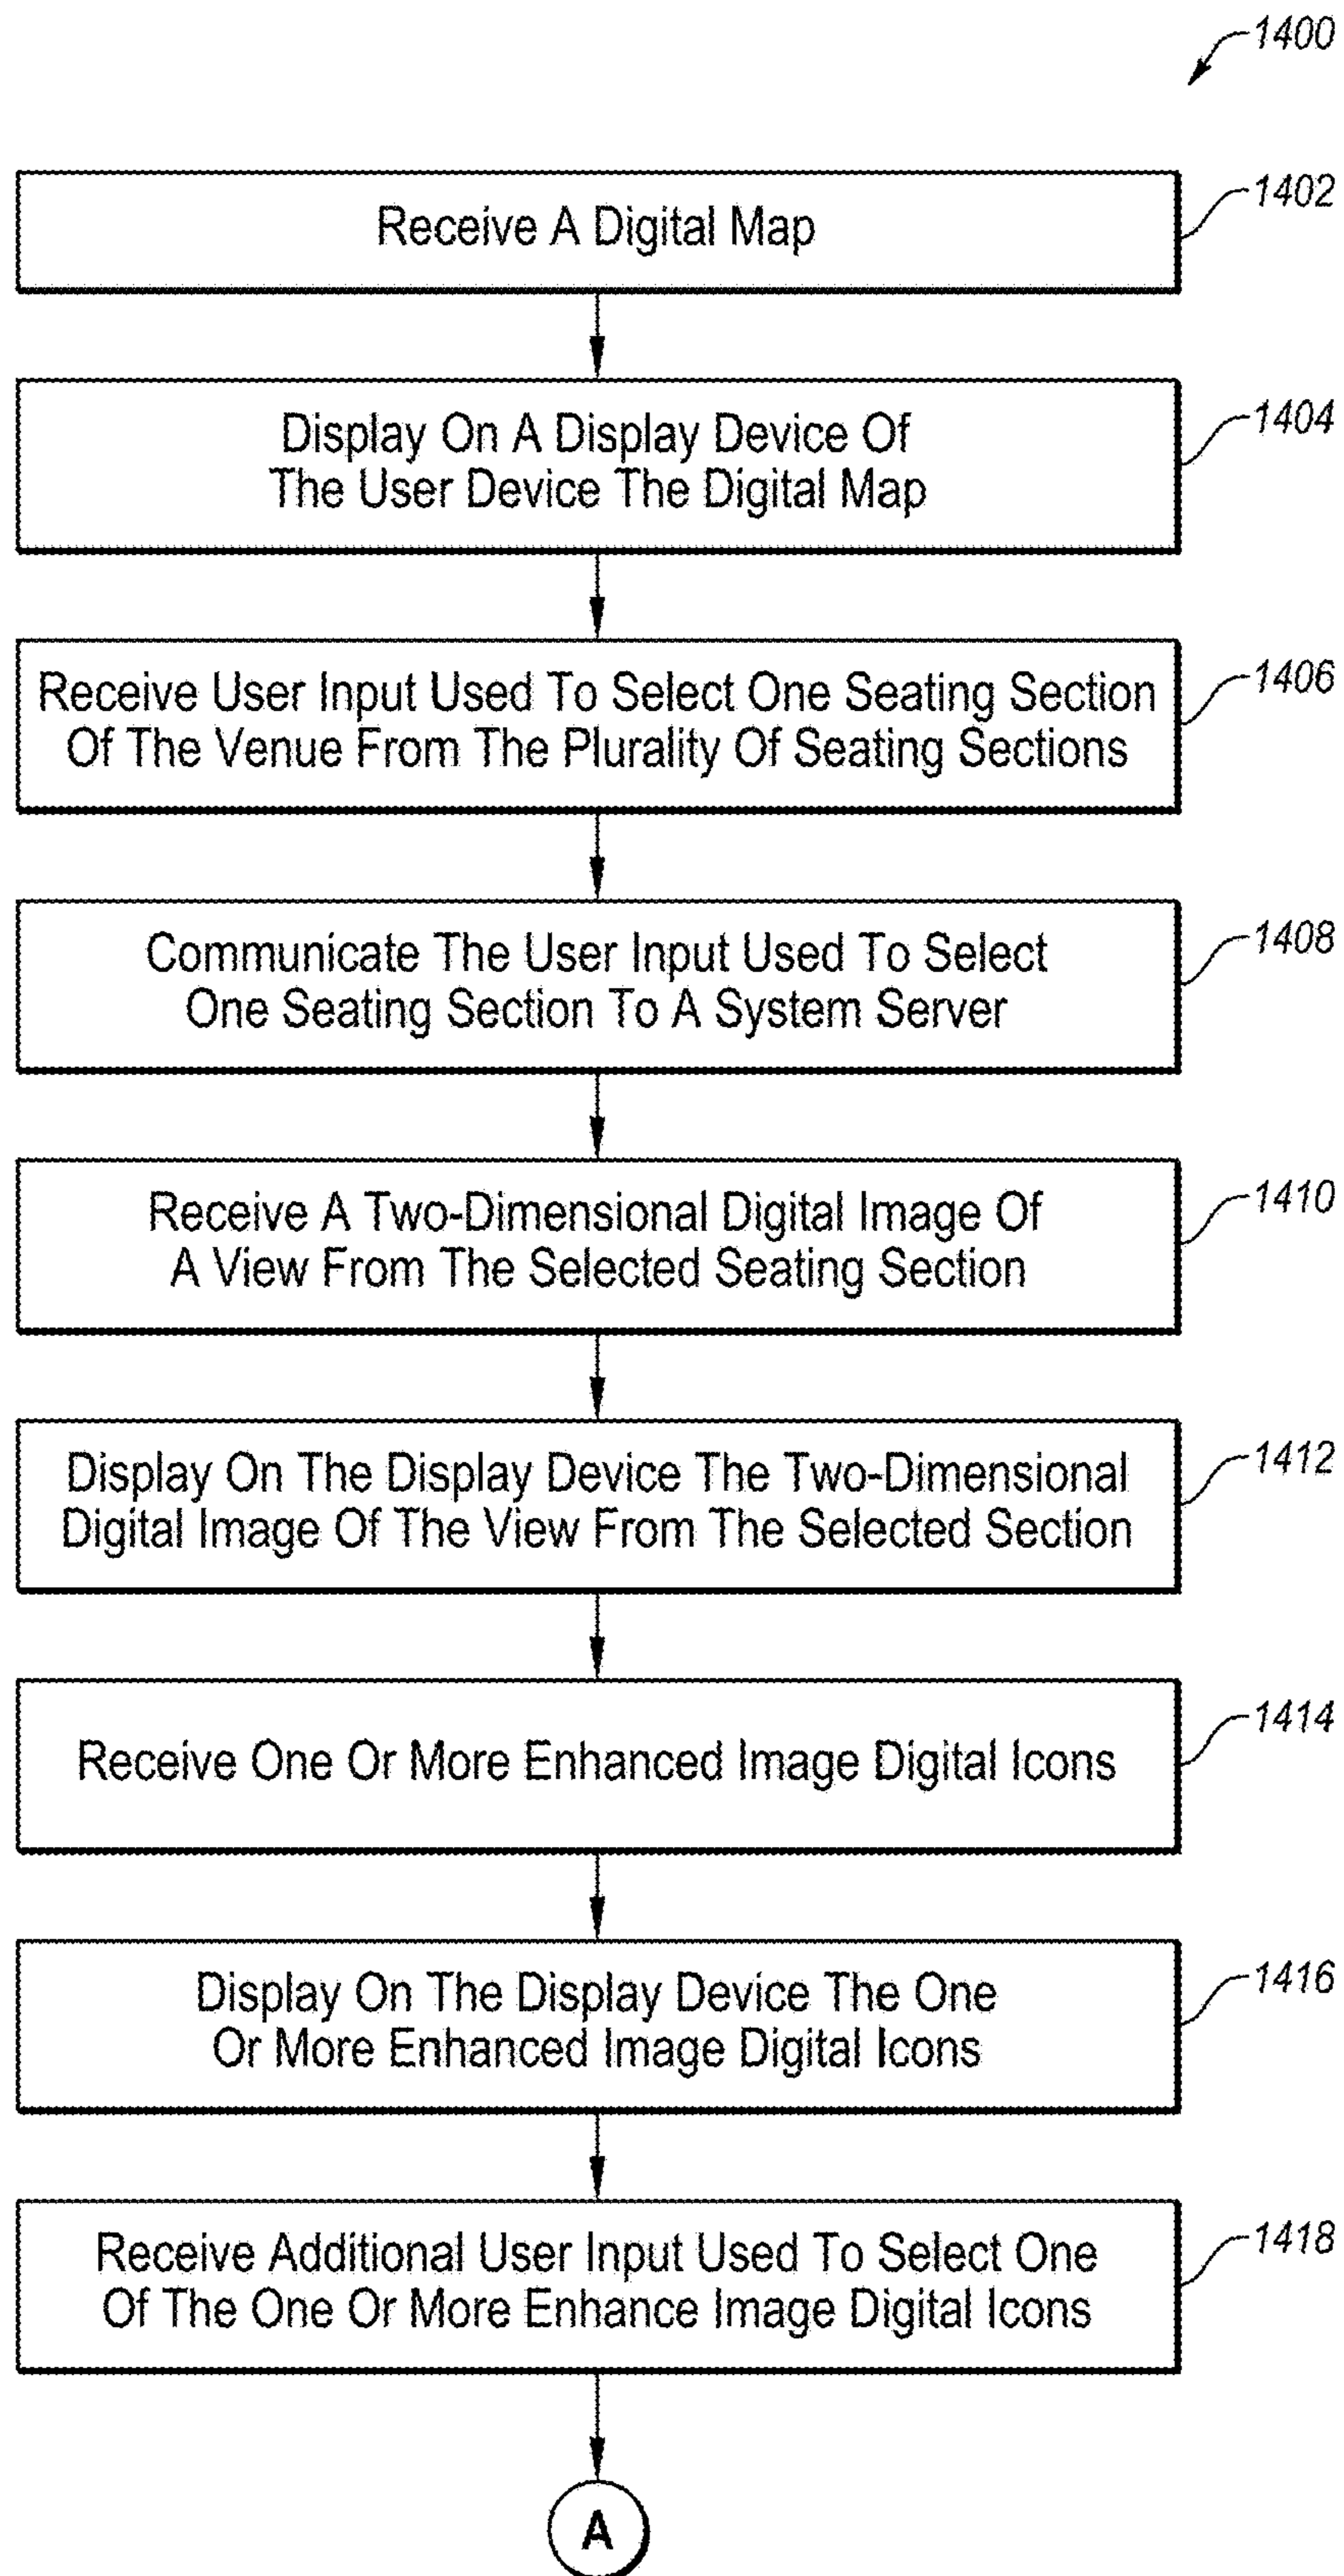 1400
Receive A Digital Map
1402
Display On A Display Device Of
The User Device The Digital Map
1404
Receive User Input Used To Select One Seating Section
Of The Venue From The Plurality Of Seating Sections
1406
Communicate The User Input Used To Select
One Seating Section To A System Server
1408
Receive A Two-Dimensional Digital Image Of
A View From The Selected Seating Section
1410
Display On The Display Device The Two-Dimensional
Digital Image Of The View From The Selected Section
1412
Receive One Or More Enhanced Image Digital Icons
1414
Display On The Display Device The One
Or More Enhanced Image Digital Icons
1416
Receive Additional User Input Used To Select One
Of The One Or More Enhance Image Digital Icons
1418
A